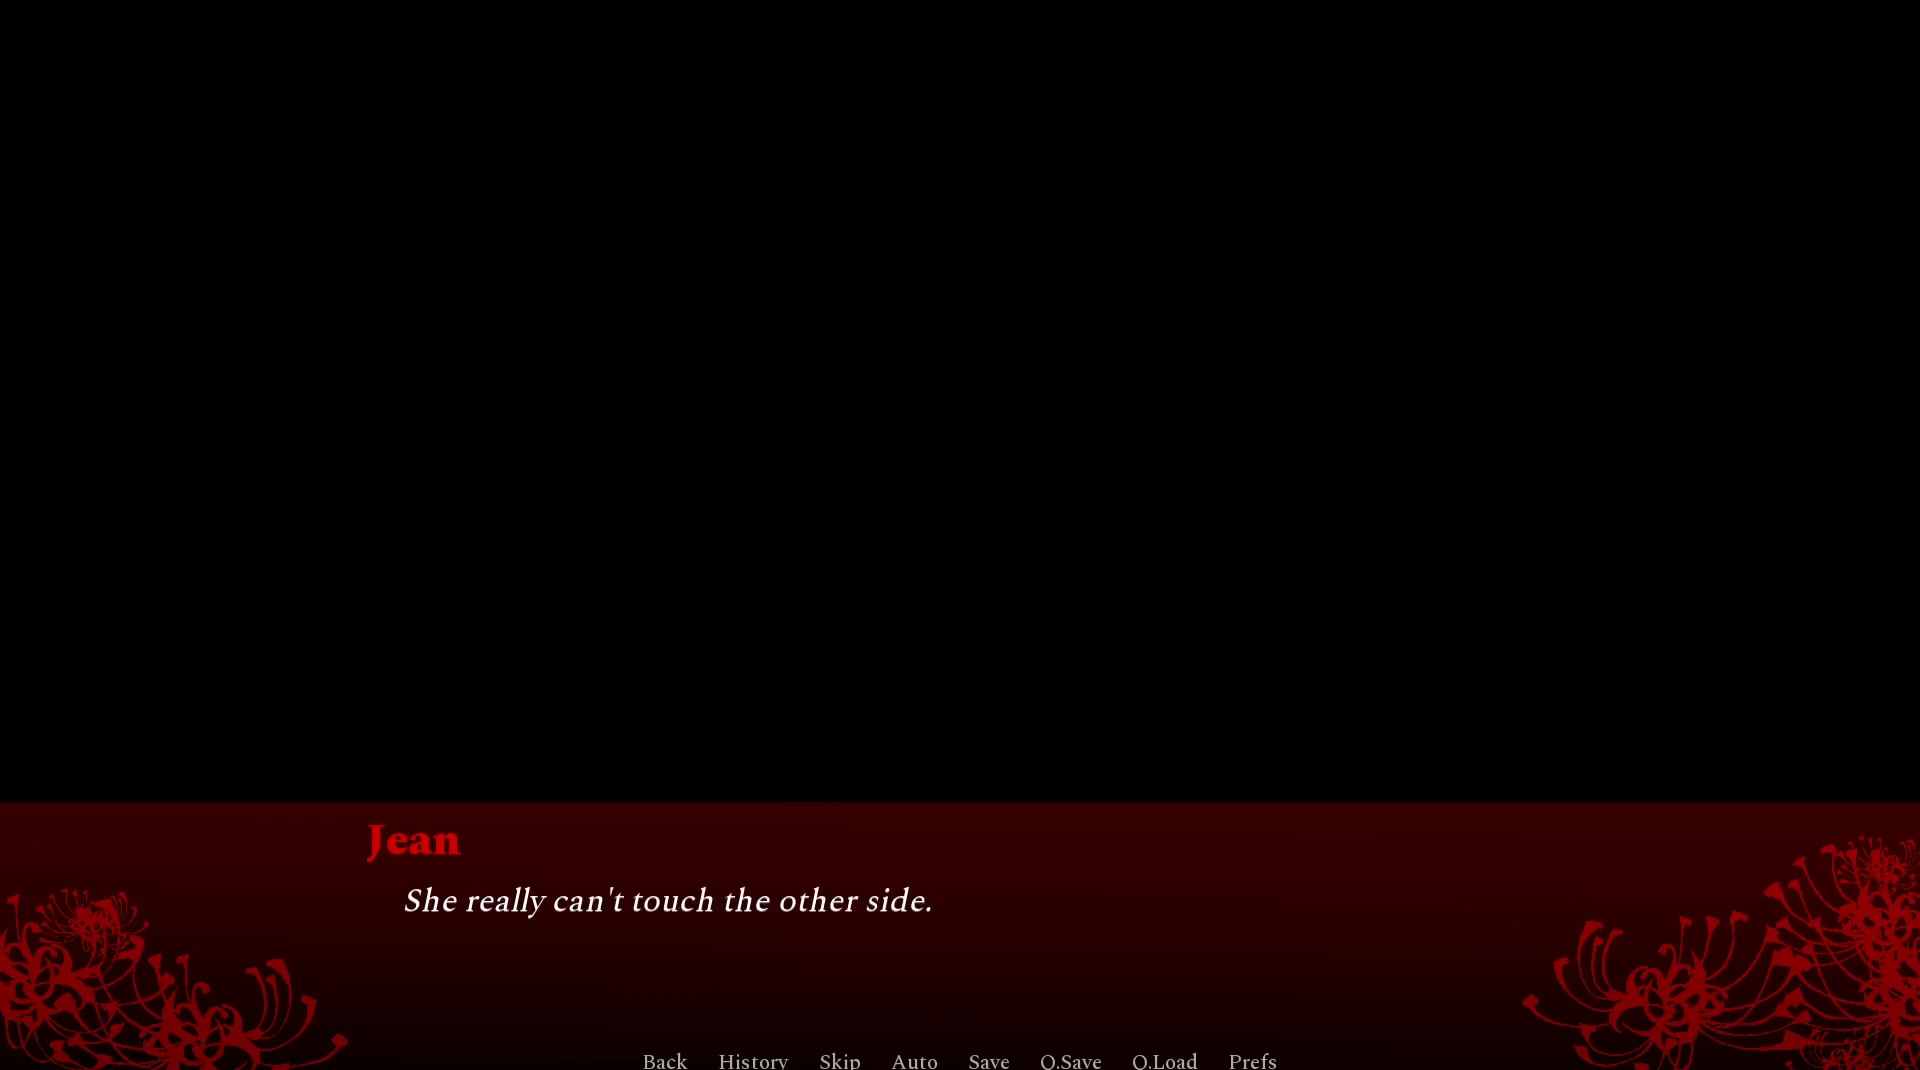 Jean
She really can't touch the other side.
Back History Skip Auto Save Q.Save Q.Load Prefs